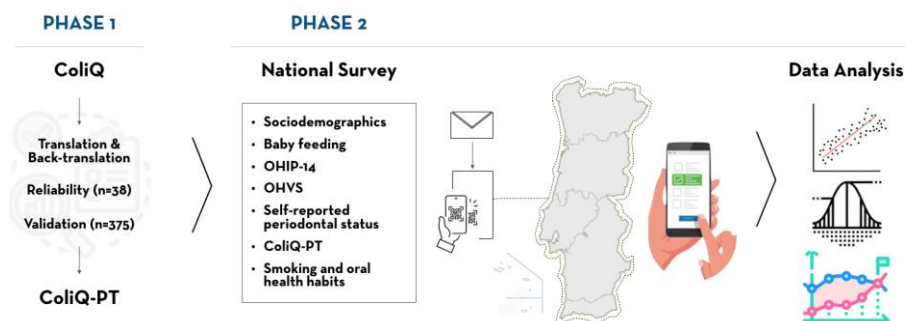 PHASE 1
PHASE 2
ColiQ
Translation &
Back-translation
Reliability (n=38)
Validation (n=375)
ColiQ-PT
National Survey
• Sociodemographics
• Baby feeding
• OHIP-14
• OHVS
• Self-reported
periodontal status
• ColiQ-PT
• Smoking and oral
health habits
Data Analysis